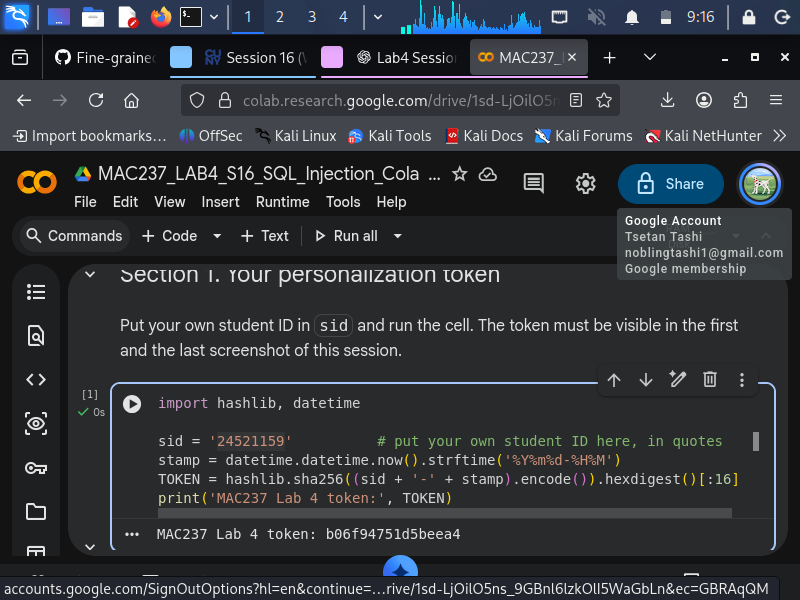 1
2
3
4
9:16
Fine-graine
Session 16 (
Lab4 Sessio
MAC237_
colab.research.google.com/drive/1sd-LjOilO5n
Import bookmarks...
OffSec
Kali Linux
Kali Tools
Kali Docs
Kali Forums
Kali NetHunter
MAC237_LAB4_S16_SQL_Injection_Cola ...
File
Edit
View
Insert
Runtime
Tools
Help
Share
Commands
+ Code
+ Text
Run all
Google Account
Tsetan Tashi
noblingtashi1@gmail.com
Google membership
Section 1. Your personalization token
Put your own student ID in sid and run the cell. The token must be visible in the first
and the last screenshot of this session.
[1]
0s
import hashlib, datetime
sid = '24521159' # put your own student ID here, in quotes
stamp = datetime.datetime.now().strftime('%Y%m%d-%H%M')
TOKEN = hashlib.sha256((sid + '-' + stamp).encode()).hexdigest()[:16]
print('MAC237 Lab 4 token:', TOKEN)
MAC237 Lab 4 token: b06f94751d5beea4
accounts.google.com/SignOutOptions?hl=en&continue=...rive/1sd-LjOilO5ns_9GBnl6lzkOlI5WaGbLn&ec=GBRAqQM